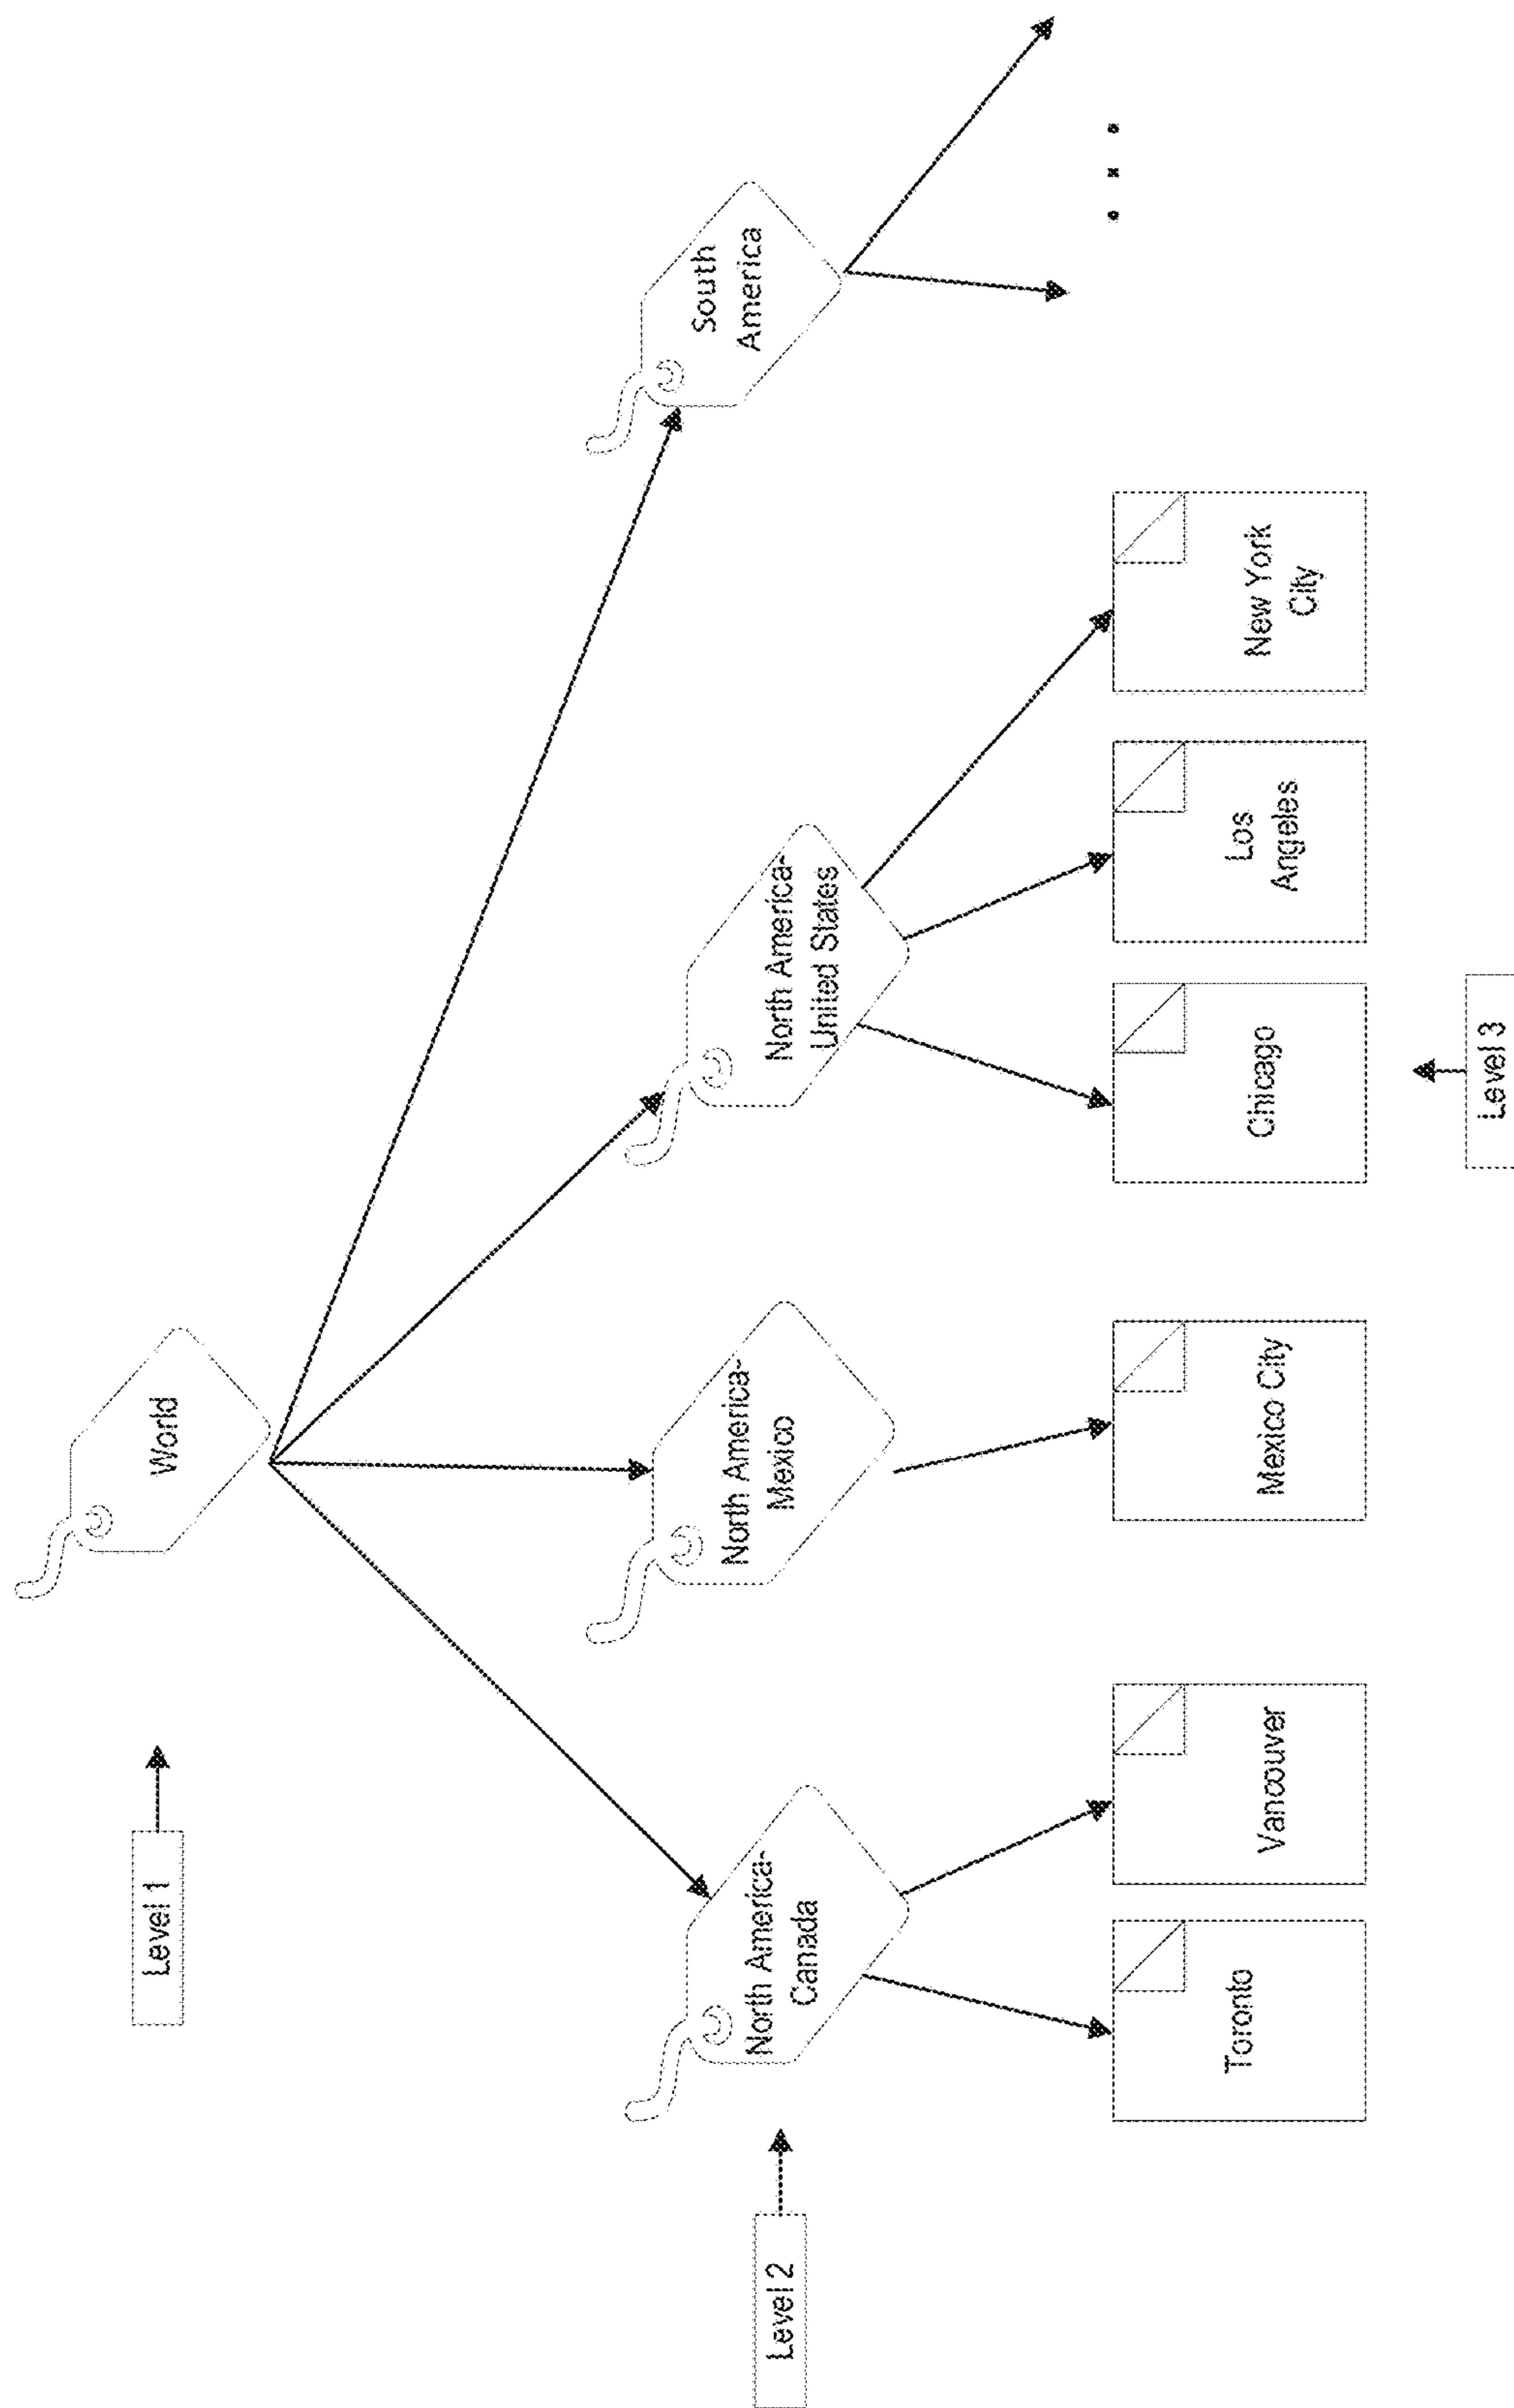 Level 1
World
Level 2
North America-
Canada
North America-
Mexico
North America-
United States
South
America
Toronto
Vancouver
Mexico City
Chicago
Los
Angeles
New York
City
Level 3